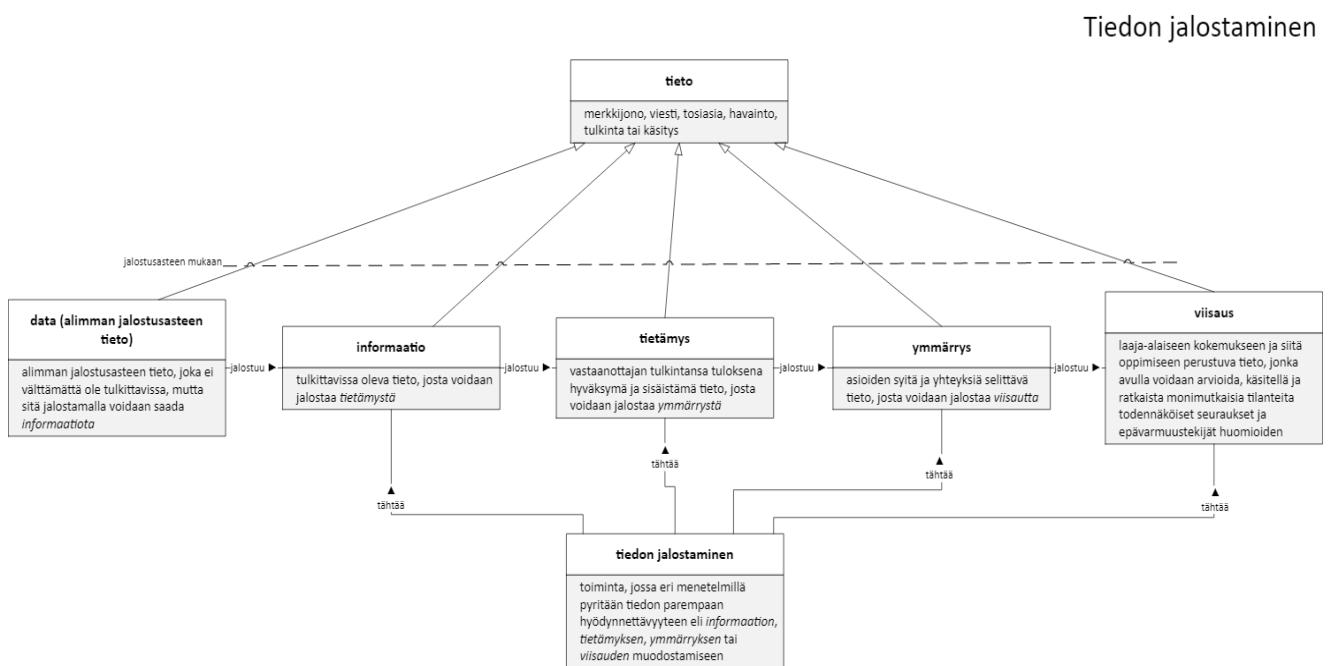 Tiedon jalostaminen
tieto
merkkijono, viesti, tosiasia, havainto,
tulkinta tai käsitys
jalostusasteen mukaan
data (alimman jalostusasteen
tieto)
alimman jalostusasteen tieto, joka ei
välttämättä ole tulkittavissa, mutta
sitä jalostamalla voidaan saada
informaatiota
jalostuu
informaatio
tulkittavissa oleva tieto, josta voidaan
jalostaa tietämystä
jalostuu
tietämys
vastaanottajan tulkintansa tuloksena
hyväksymä ja sisäistämä tieto, josta
voidaan jalostaa ymmärrystä
jalostuu
ymmärrys
asioiden syitä ja yhteyksiä selittävä
tieto, josta voidaan jalostaa viisautta
jalostuu
viisaus
laaja-alaiseen kokemukseen ja siitä
oppimiseen perustuva tieto, jonka
avulla voidaan arvioida, käsitellä ja
ratkaista monimutkaisia tilanteita
todennäköiset seuraukset ja
epävarmuustekijät huomioiden
tähtää
tähtää
tähtää
tähtää
tiedon jalostaminen
toiminta, jossa eri menetelmillä
pyritään tiedon parempaan
hyödynnettävyyteen eli informaation,
tietämyksen, ymmärryksen tai
viisauden muodostamiseen